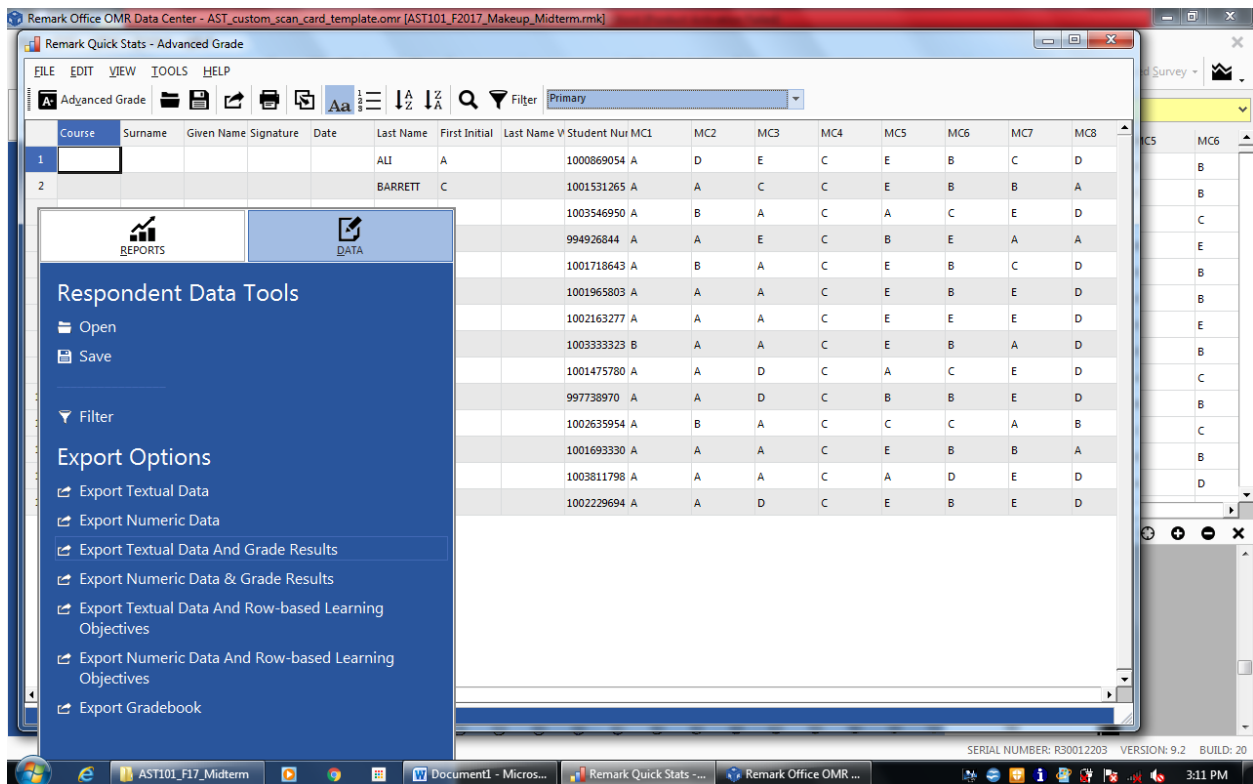 Remark Office OMR Data Center - AST_custom_scan_card_template.omr [AST101_F2017_Makeup_Midterm.rmk]
Remark Quick Stats - Advanced Grade
FILE EDIT VIEW TOOLS HELP
Advanced Grade Aa Filter Primary
Course Surname Given Name Signature Date Last Name First Initial Last Name V Student Nur MC1 MC2 MC3 MC4 MC5 MC6 MC7 MC8
1 ALI A 1000869054 A D E C E B C D
2 BARRETT C 1001531265 A A C C E B B A
1003546950 A B A C A C E D
994926844 A A E C B E A A
1001718643 A B A C E B C D
1001965803 A A A C E B E D
1002163277 A A A C E E E D
1003333323 B A A C E B A D
1001475780 A A D C A C E D
997738970 A A D C B B E D
1002635954 A B A C C C A B
1001693330 A A A C E B B A
1003811798 A A A C A D E D
1002229694 A A D C E B E D
REPORTS DATA
Respondent Data Tools
Open
Save
Filter
Export Options
Export Textual Data
Export Numeric Data
Export Textual Data And Grade Results
Export Numeric Data & Grade Results
Export Textual Data And Row-based Learning
Objectives
Export Numeric Data And Row-based Learning
Objectives
Export Gradebook
Survey
MC6
B
B
C
E
B
B
E
B
C
B
C
B
D
SERIAL NUMBER: R30012203 VERSION: 9.2 BUILD: 20
AST101_F17_Midterm Document1 - Micros... Remark Quick Stats -... Remark Office OMR ... 3:11 PM